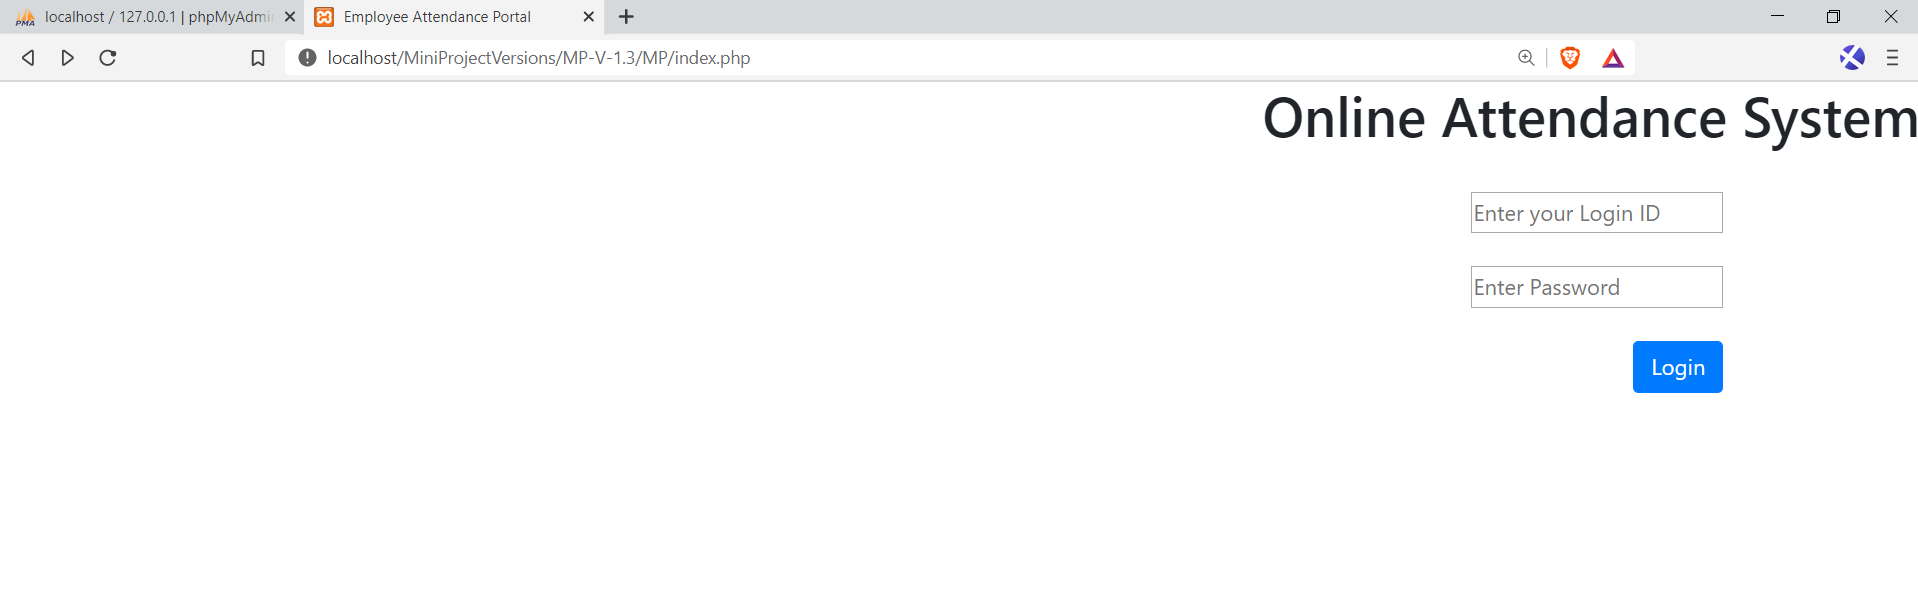 localhost / 127.0.0.1 | phpMyAdmi
Employee Attendance Portal
localhost/MiniProjectVersions/MP-V-1.3/MP/index.php
Online Attendance System
Enter your Login ID
Enter Password
Login